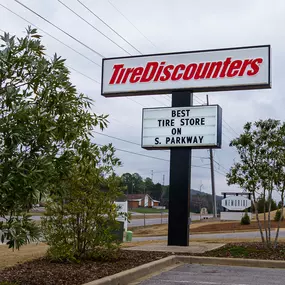 TireDiscounters
BEST
TIRE STORE
ON
S. PARKWAY